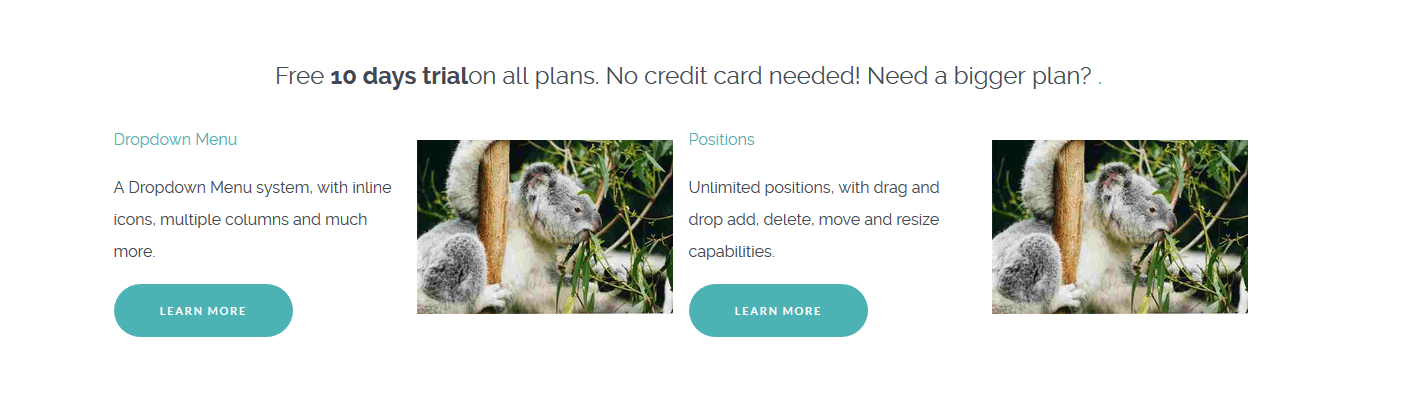 Free 10 days trialon all plans. No credit card needed! Need a bigger plan? .
Dropdown Menu
A Dropdown Menu system, with inline
icons, multiple columns and much
more.
LEARN MORE
Positions
Unlimited positions, with drag and
drop add, delete, move and resize
capabilities.
LEARN MORE